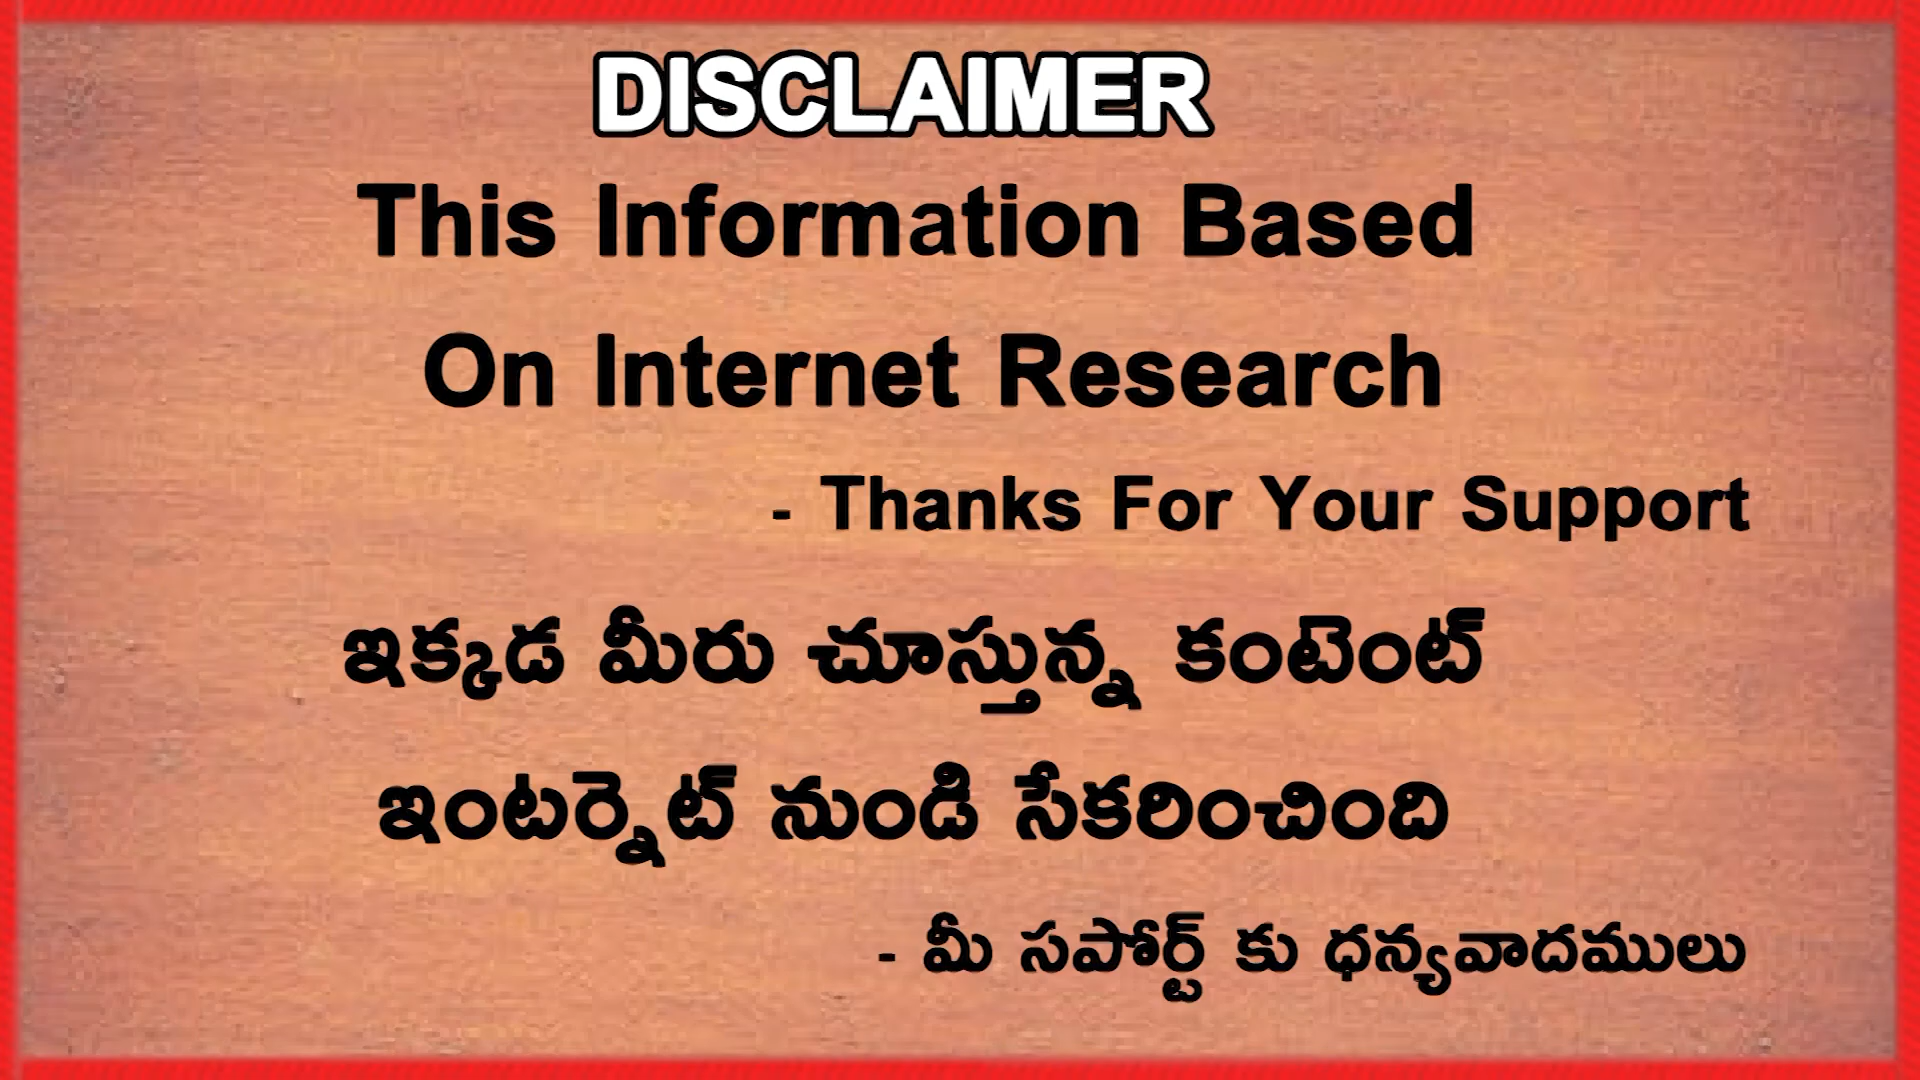 DISCLAIMER
This Information Based
On Internet Research
- Thanks For Your Support
ఇక్కడ మీరు చూస్తున్న కంటెంట్
ఇంటర్నెట్ నుండి సేకరించింది
- మీ సపోర్ట్ కు ధన్యవాదములు